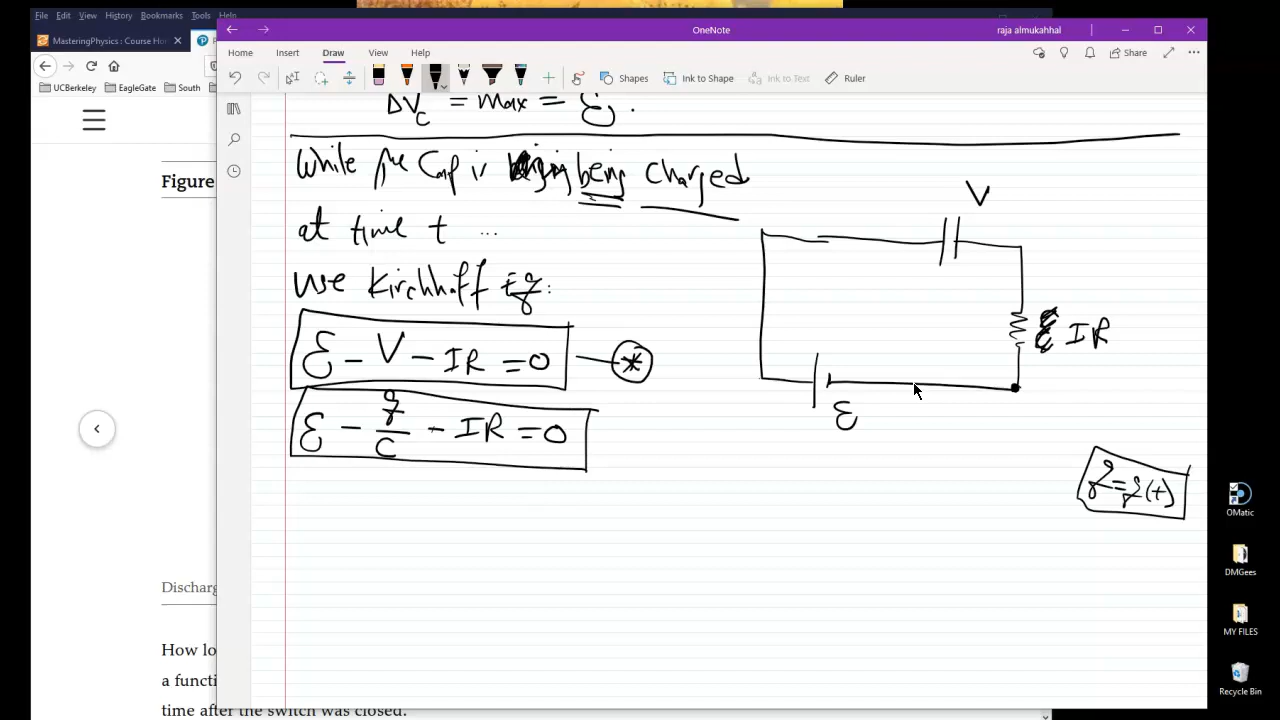 File Edit View History Bookmarks Tools Help
MasteringPhysics : Course Ho
UCBerkeley EagleGate South
OneNote
raja almukahhal
Home Insert Draw View Help
Share
Shapes Ink to Shape Ink to Text Ruler
ΔV_C = Max = ℰ.
While the Cap is being charged
at time t ...
use Kirchhoff
ℰ - V - IR = 0 — *
ℰ - q/C - IR = 0
V
IR
ℰ
q = q(t)
Figure
Discharg
How lo
a functi
time after the switch was closed.
OMatic
DMGees
MY FILES
Recycle Bin